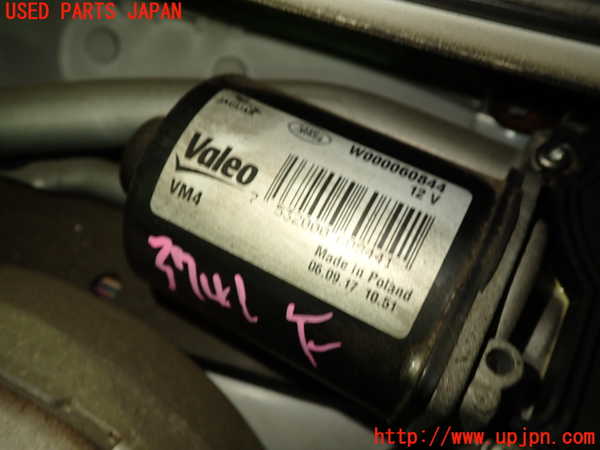 USED PARTS JAPAN
JAGUAR
W000060844
12 V
Valeo
VM4
Made in Poland
06.09.17 10.51
http://www.upjpn.com